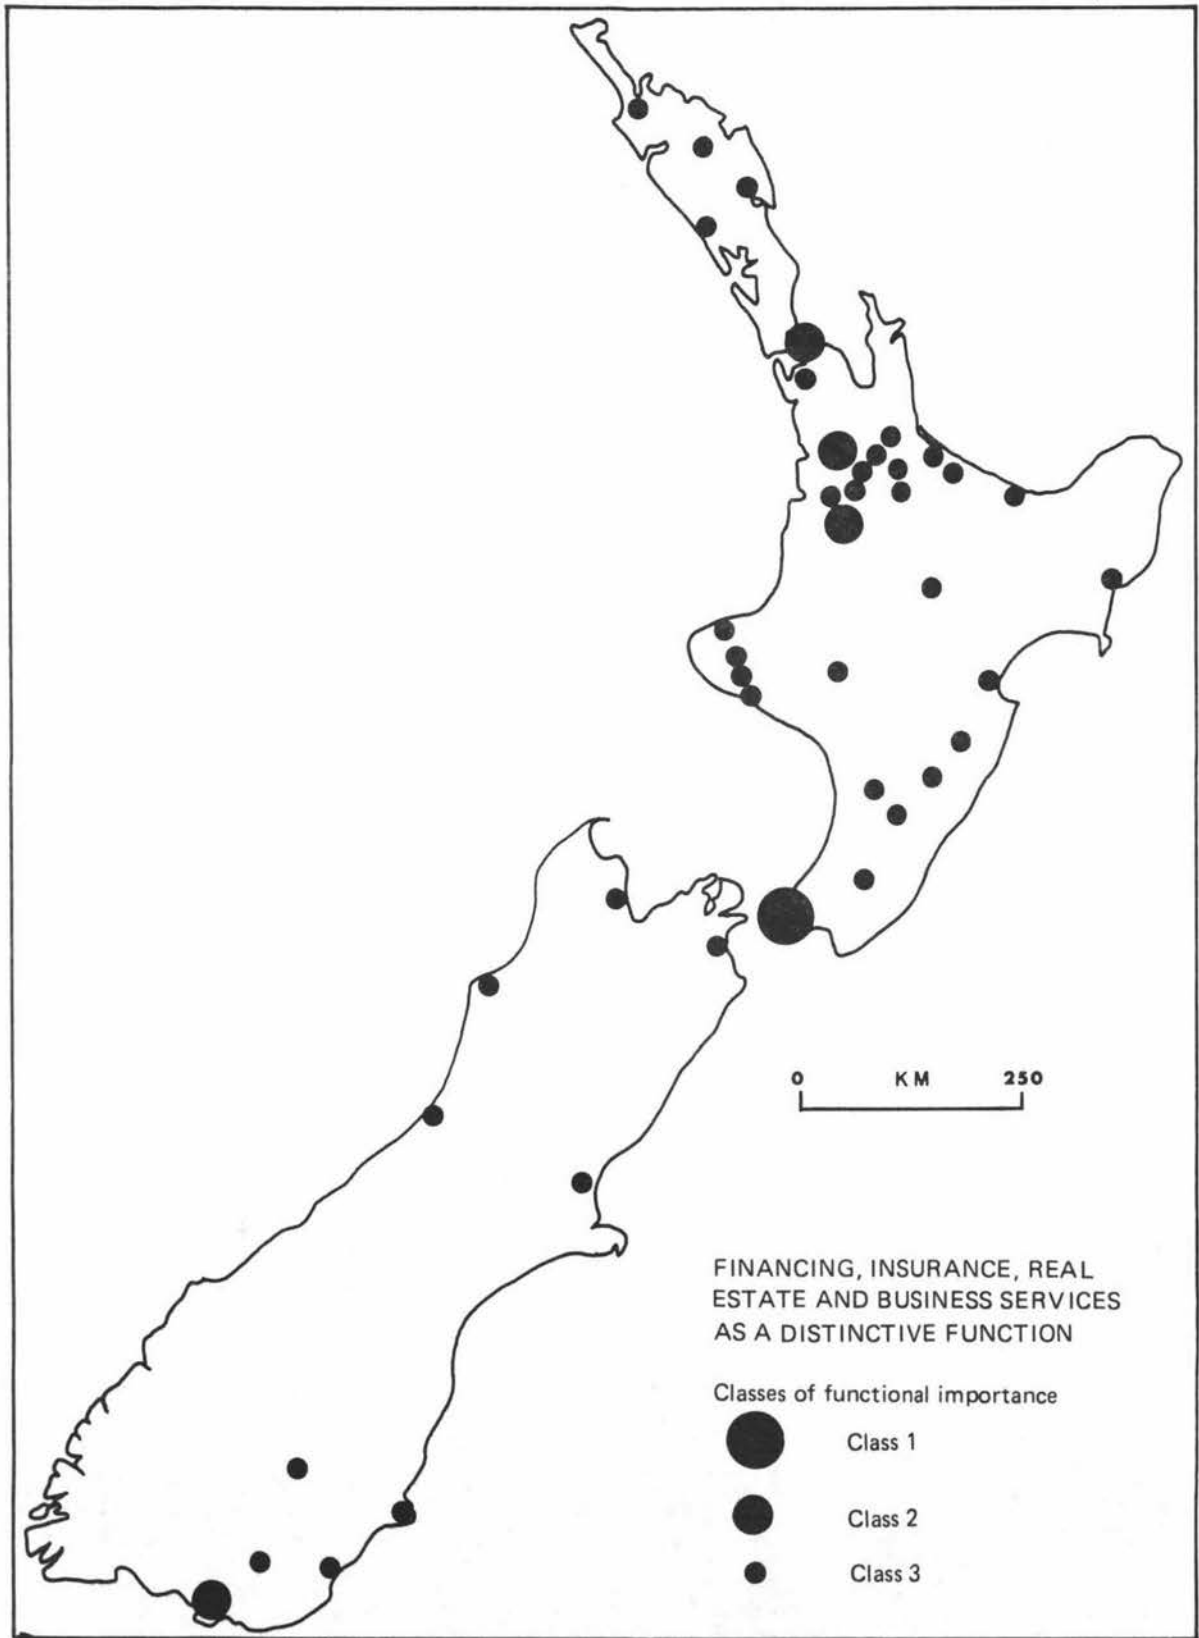 0 KM 250
FINANCING, INSURANCE, REAL
ESTATE AND BUSINESS SERVICES
AS A DISTINCTIVE FUNCTION
Classes of functional importance
Class 1
Class 2
Class 3